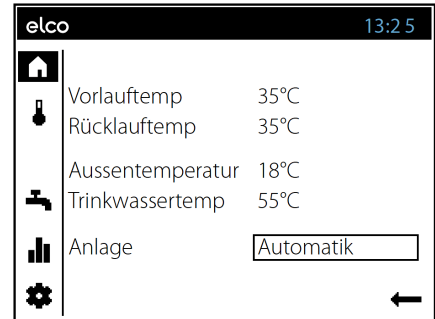 elco 13:25
Vorlauftemp 35°C
Rücklauftemp 35°C
Aussentemperatur 18°C
Trinkwassertemp 55°C
Anlage Automatik